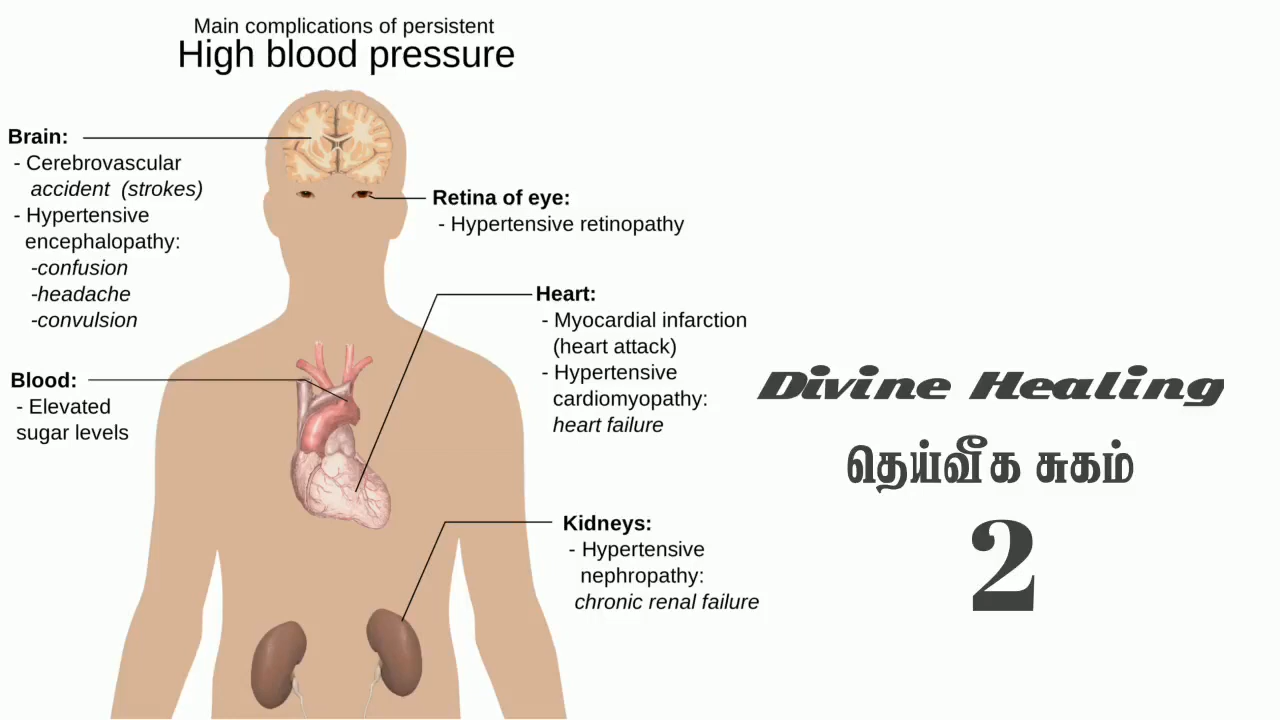 Main complications of persistent
High blood pressure
Brain:
- Cerebrovascular
accident (strokes)
- Hypertensive
encephalopathy:
-confusion
-headache
-convulsion
Blood:
- Elevated
sugar levels
Retina of eye:
- Hypertensive retinopathy
Heart:
- Myocardial infarction
(heart attack)
- Hypertensive
cardiomyopathy:
heart failure
Kidneys:
- Hypertensive
nephropathy:
chronic renal failure
Divine Healing
தெய்வீக சுகம்
2